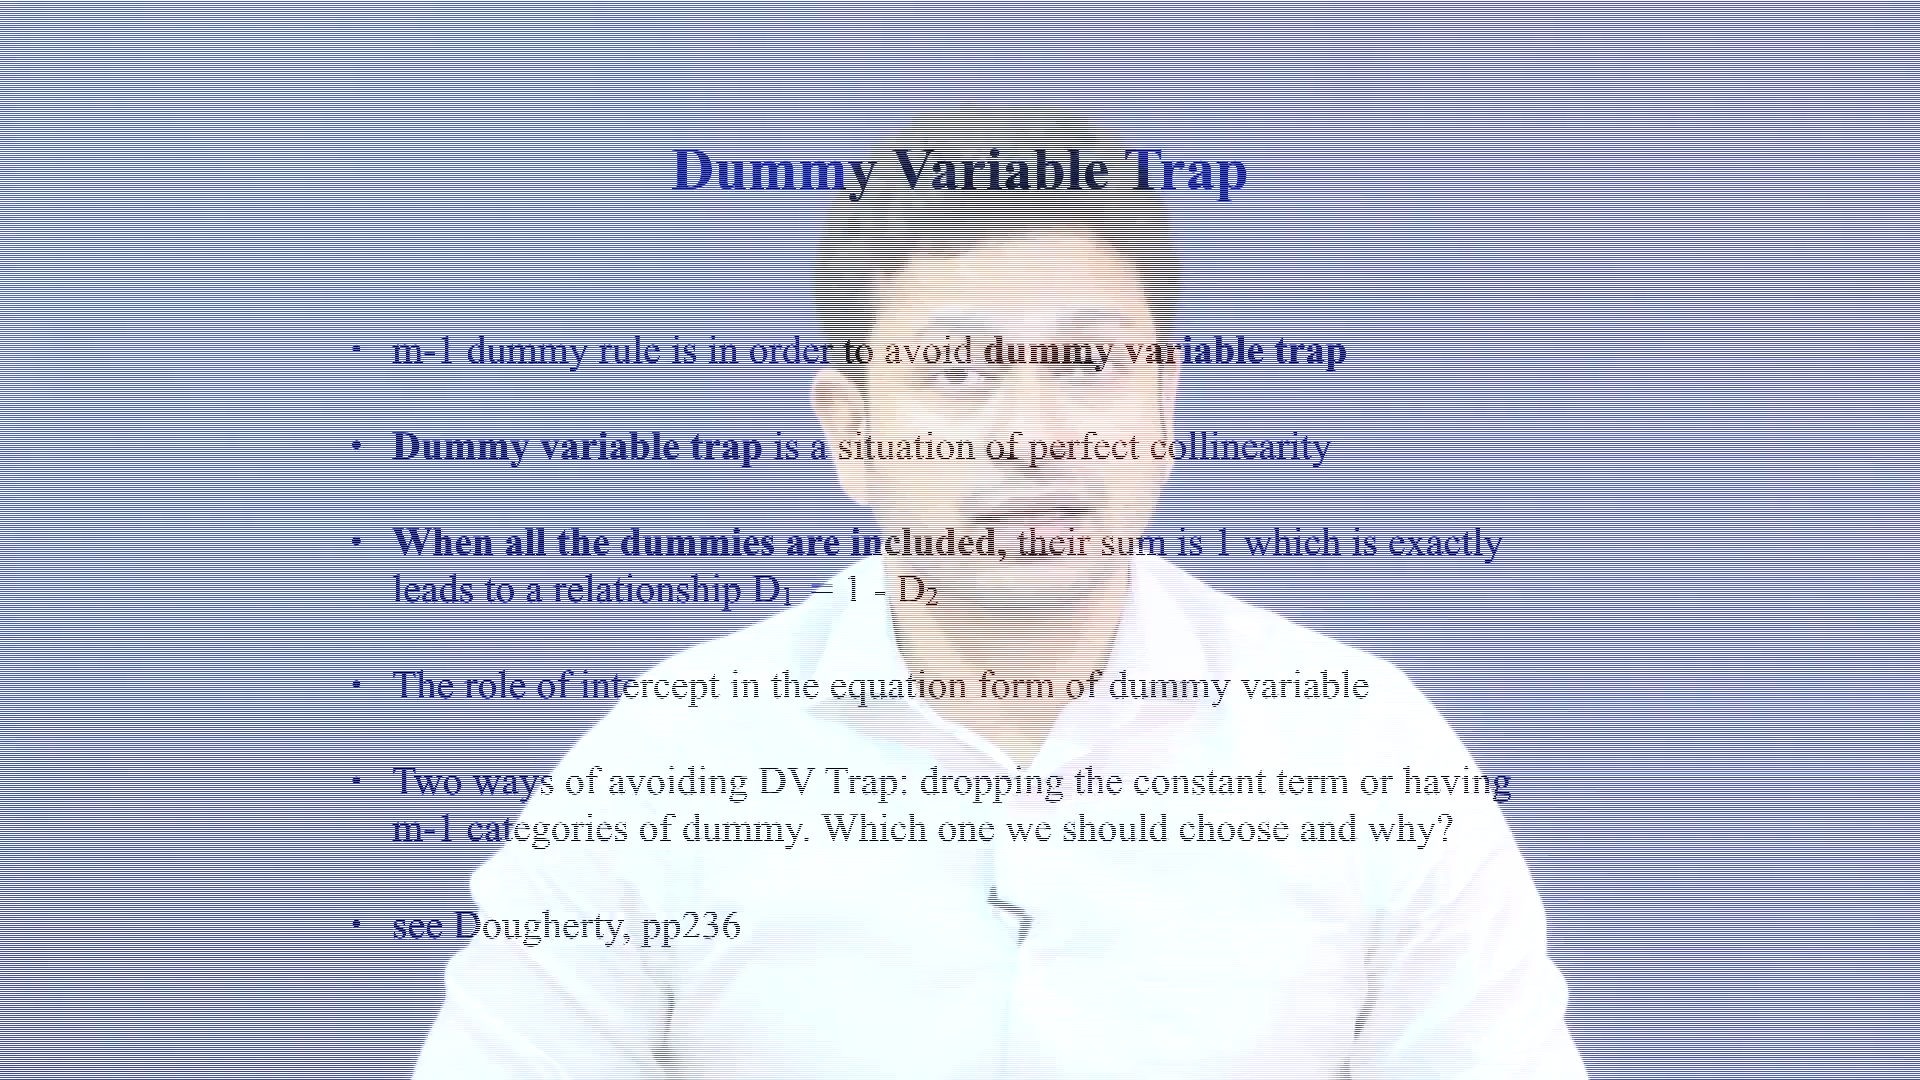 Dummy Variable Trap
• m-1 dummy rule is in order to avoid dummy variable trap
• Dummy variable trap is a situation of perfect collinearity
• When all the dummies are included, their sum is 1 which is exactly
leads to a relationship D₁ = 1 - D₂
• The role of intercept in the equation form of dummy variable
• Two ways of avoiding DV Trap: dropping the constant term or having
m-1 categories of dummy. Which one we should choose and why?
• see Dougherty, pp236